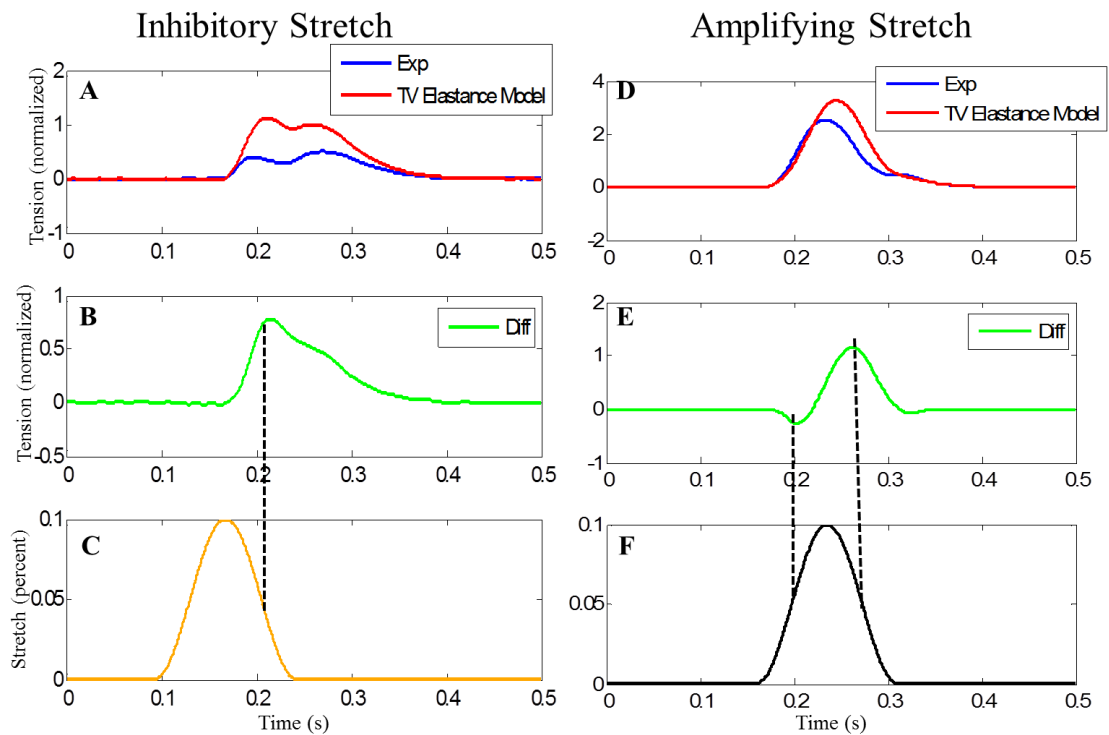 Inhibitory Stretch
Amplifying Stretch
A
Exp
TV Elastance Model
Tension (normalized)
2
1
0
-1
0 0.1 0.2 0.3 0.4 0.5
D
Exp
TV Elastance Model
4
2
0
-2
0 0.1 0.2 0.3 0.4 0.5
B
Diff
Tension (normalized)
1
0.5
0
-0.5
0 0.1 0.2 0.3 0.4 0.5
E
Diff
2
1
0
-1
0 0.1 0.2 0.3 0.4 0.5
C
Stretch (percent)
0.1
0.05
0
0 0.1 0.2 0.3 0.4 0.5
Time (s)
F
0.1
0.05
0
0 0.1 0.2 0.3 0.4 0.5
Time (s)